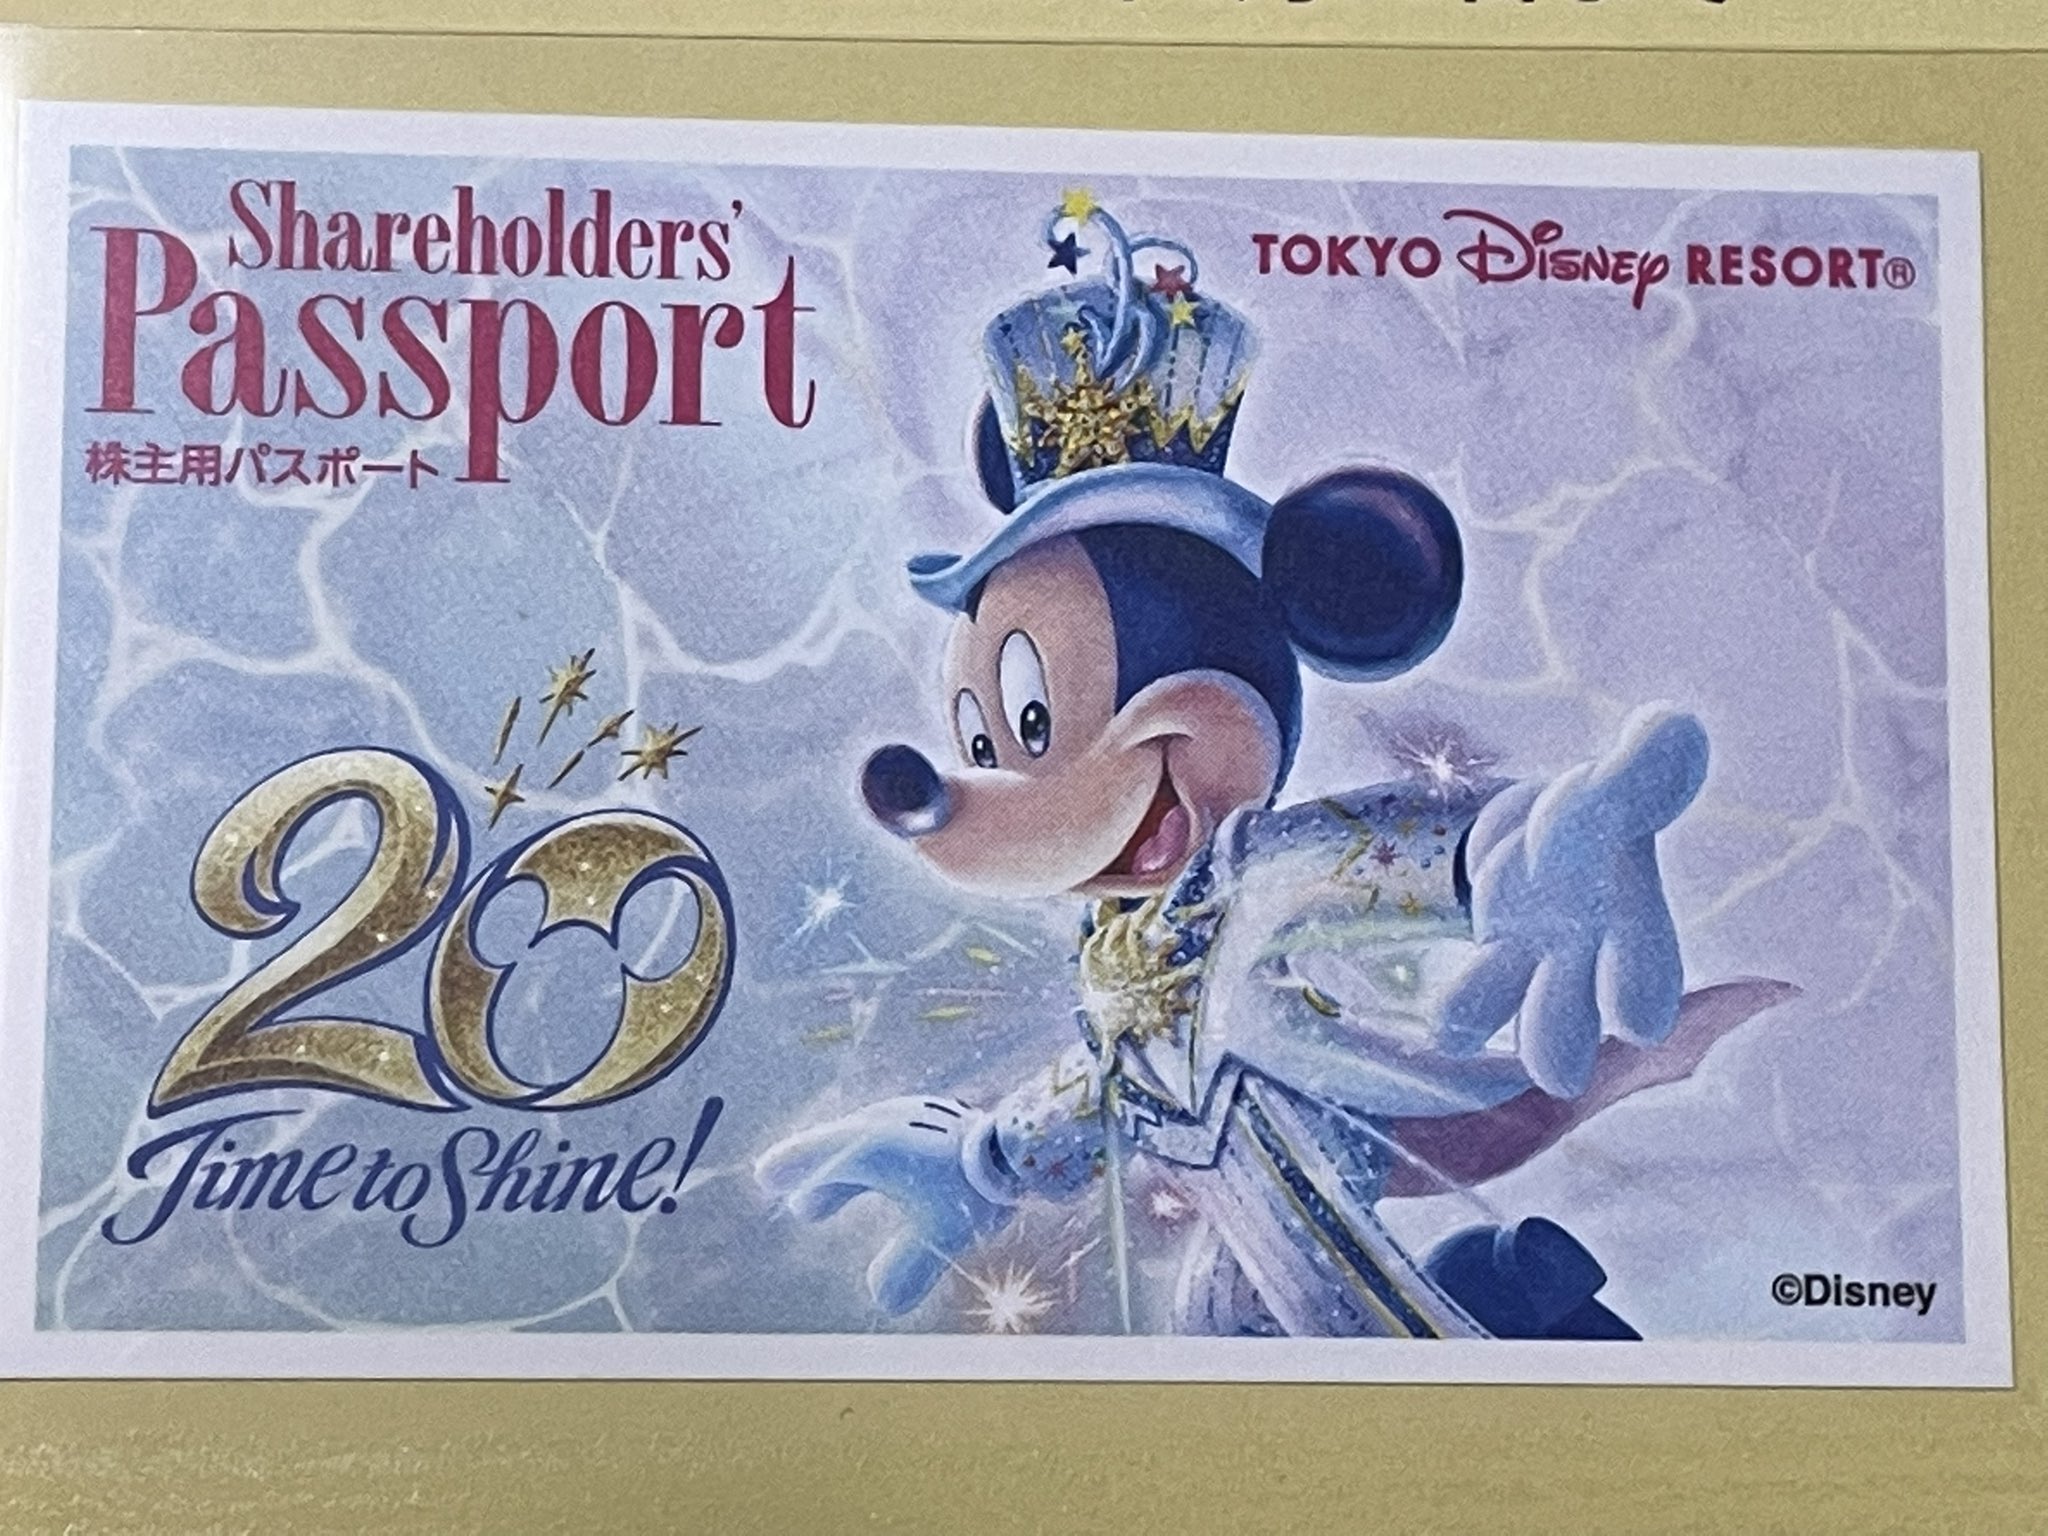 Shareholders'
Passport
株主用パスポート
TOKYO Disney RESORT®
20
Time to Shine!
©Disney